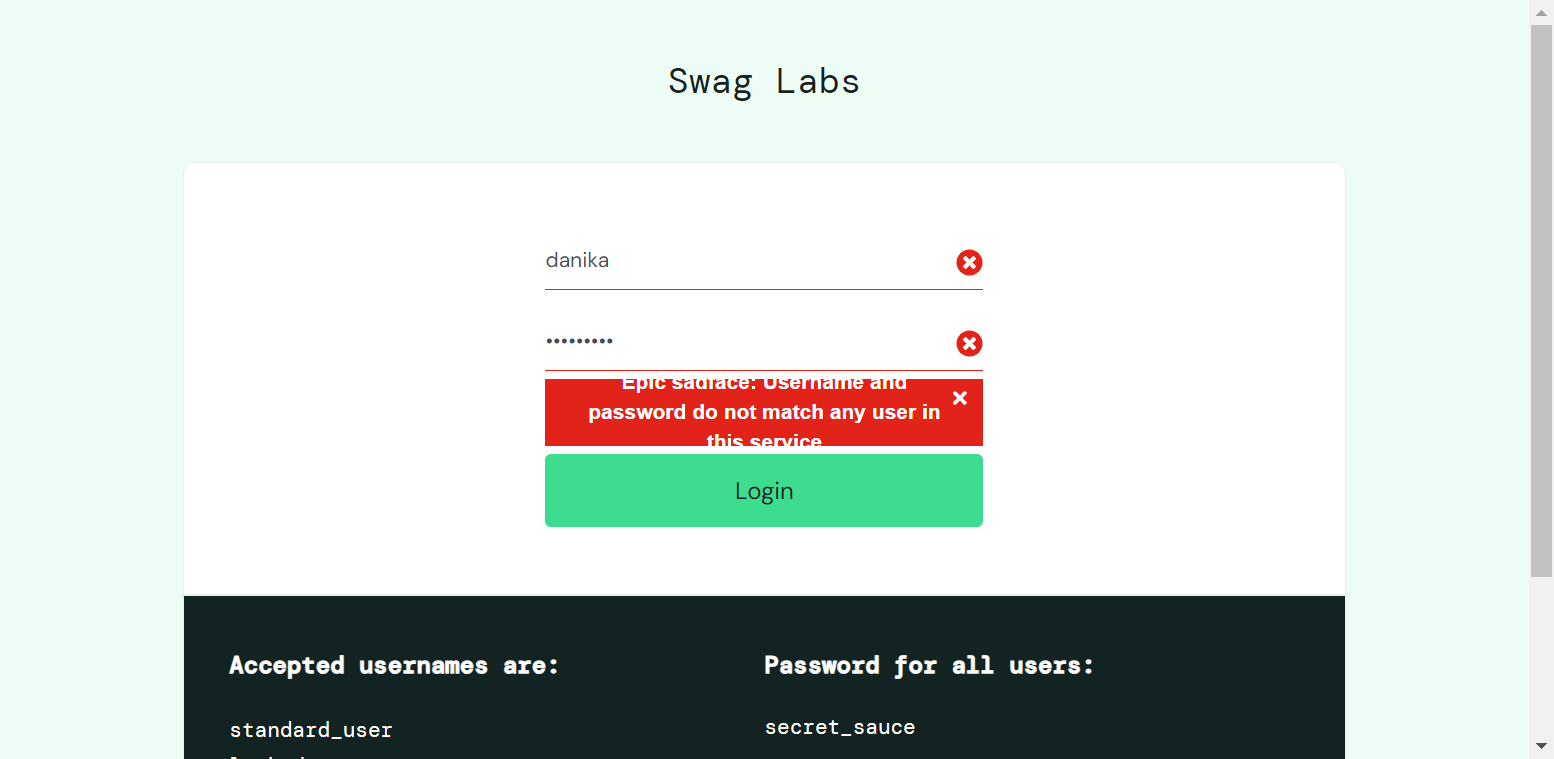 Swag Labs
danika
•••••••••
Epic sadface: Username and
password do not match any user in
this service
Login
Accepted usernames are:
standard_user
Password for all users:
secret_sauce